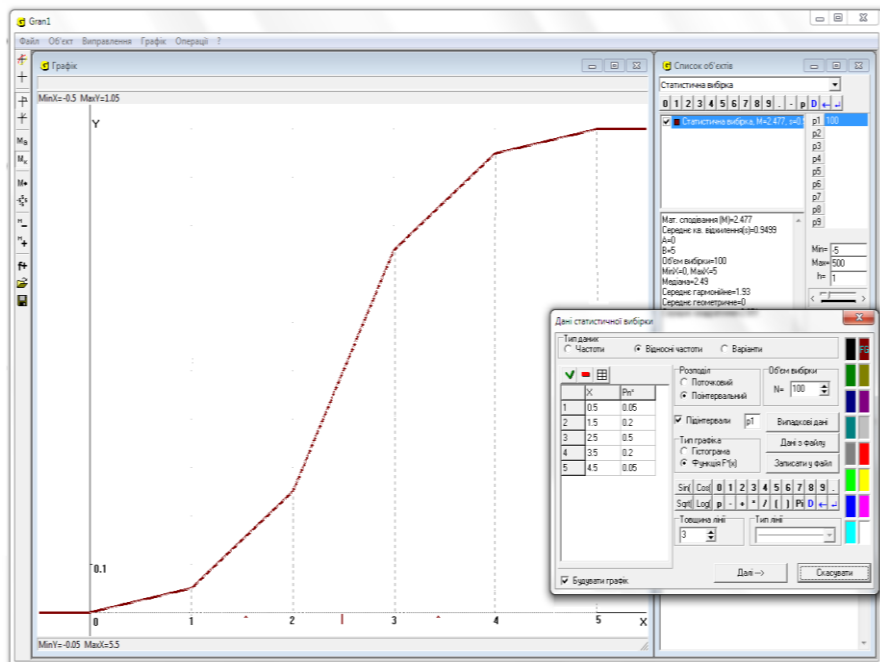 Gran1
Файл Об'єкт Виправлення Графік Операції ?
Графік
MinX=-0.5 MaxY=1.05
Y
0.1
0 1 2 3 4 5 X
MinY=-0.05 MaxX=5.5
Список об'єктів
Статистична вибірка
0 1 2 3 4 5 6 7 8 9 . - p D ← ↲
Статистична вибірка, M=2.477, s=0.
p1 100
p2
p3
p4
p5
p6
p7
p8
p9
Мат. сподівання (M)=2.477
Середнє кв. відхилення(s)=0.9499
A=0
B=5
Об'єм вибірки=100
MinX=0, MaxX=5
Медіана=2.49
Середнє гармонійне=1.93
Середнє геометричне=0
Min= -5
Max= 500
h= 1
Дані статистичної вибірки
Тип даних
Частоти Відносні частоти Варіанти
X Pn*
1 0.5 0.05
2 1.5 0.2
3 2.5 0.5
4 3.5 0.2
5 4.5 0.05
Будувати графік
Розподіл
Поточковий
Поінтервальний
Об'єм вибірки
N= 100
Підінтервали p1
Випадкові дані
Тип графіка
Гістограма
Функція F*(x)
Дані з файлу
Записати у файл
Sin( Cos( 0 1 2 3 4 5 6 7 8 9 .
Sqrt( Log( p - + * / ( ) Pi D ← ↲
Товщина лінії
3
Тип лінії
Далі -->
Скасувати